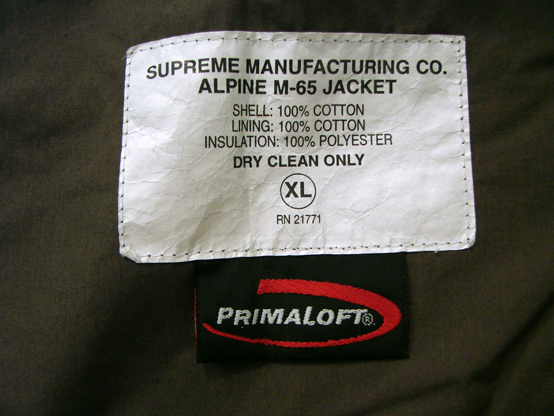 SUPREME MANUFACTURING CO.
ALPINE M-65 JACKET
SHELL: 100% COTTON
LINING: 100% COTTON
INSULATION: 100% POLYESTER
DRY CLEAN ONLY
XL
RN 21771
PRIMALOFT®